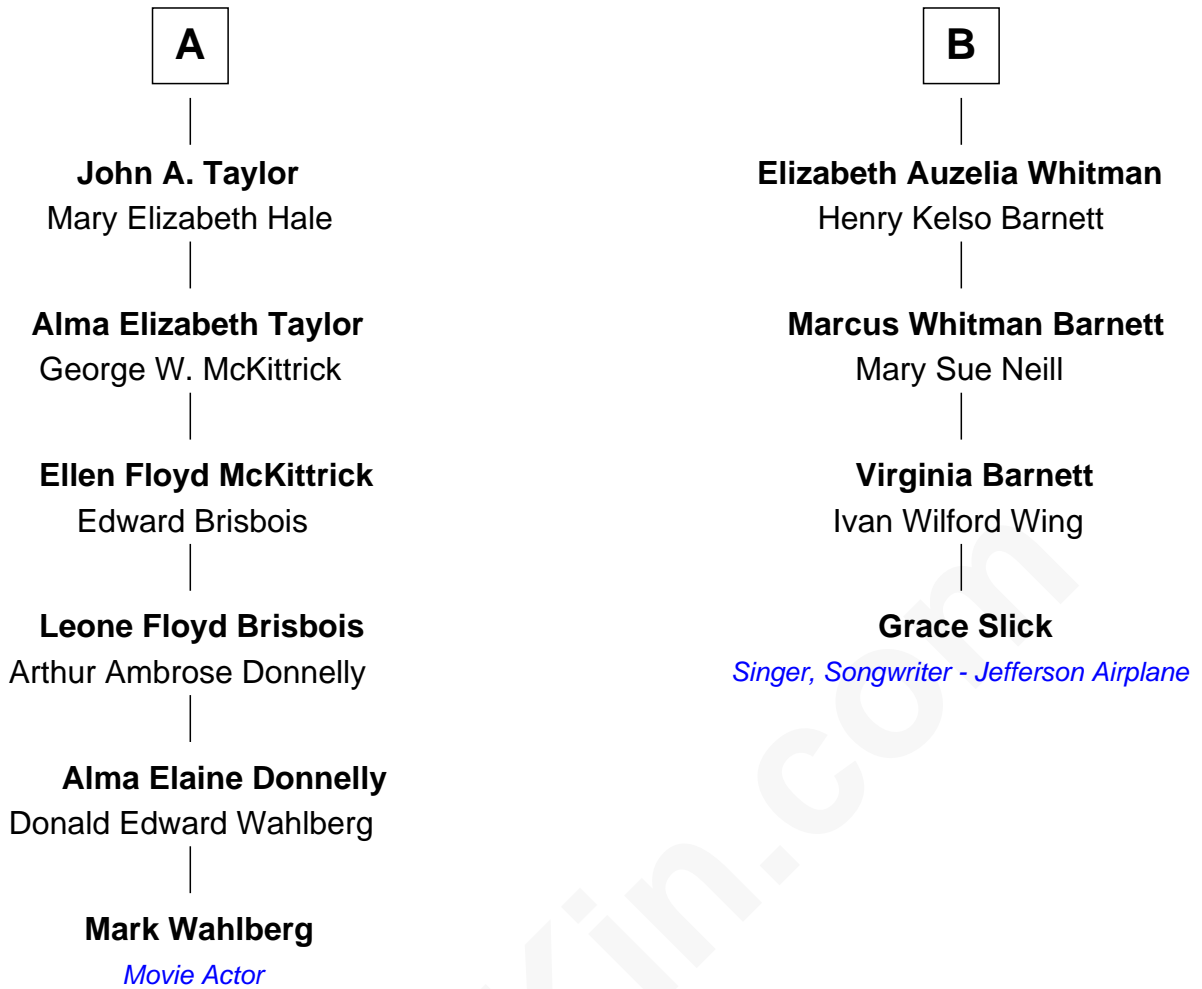 A
John A. Taylor
Mary Elizabeth Hale
Alma Elizabeth Taylor
George W. McKittrick
Ellen Floyd McKittrick
Edward Brisbois
Leone Floyd Brisbois
Arthur Ambrose Donnelly
Alma Elaine Donnelly
Donald Edward Wahlberg
Mark Wahlberg
Movie Actor
B
Elizabeth Auzelia Whitman
Henry Kelso Barnett
Marcus Whitman Barnett
Mary Sue Neill
Virginia Barnett
Ivan Wilford Wing
Grace Slick
Singer, Songwriter - Jefferson Airplane